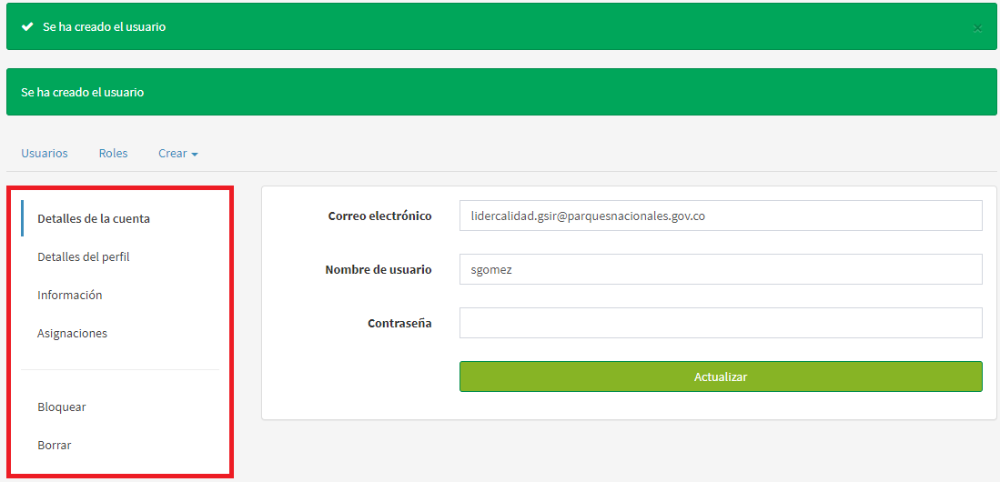 Se ha creado el usuario
×
Se ha creado el usuario
Usuarios Roles Crear
Detalles de la cuenta
Detalles del perfil
Información
Asignaciones
Bloquear
Borrar
Correo electrónico lidercalidad.gsir@parquesnacionales.gov.co
Nombre de usuario sgomez
Contraseña
Actualizar